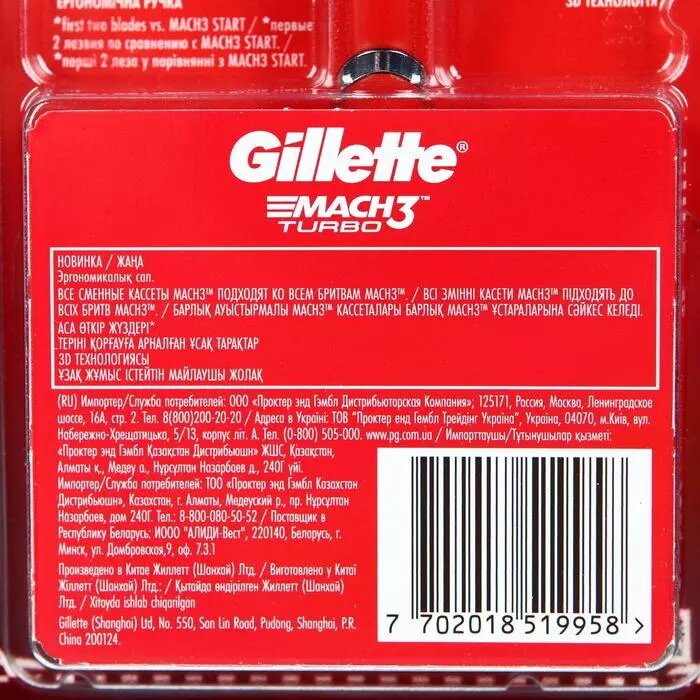 ЕРГОНОМІЧНА РУЧКА
3D ТЕХНОЛОГІЯ
*first two blades vs. MACH3 START / *первые
2 лезвия по сравнению с MACH3 START. /
*перші 2 леза у порівнянні з MACH3 START.
Gillette®
MACH3™
TURBO
НОВИНКА / ЖАҢА
Эргономикалық сап.
ВСЕ СМЕННЫЕ КАССЕТЫ MACH3™ ПОДХОДЯТ КО ВСЕМ БРИТВАМ MACH3™. / ВСІ ЗМІННІ КАСЕТИ MACH3™ ПІДХОДЯТЬ ДО
ВСІХ БРИТВ MACH3™. / БАРЛЫҚ АУЫСТЫРМАЛЫ MACH3™ КАССЕТАЛАРЫ БАРЛЫҚ MACH3™ ҰСТАРАЛАРЫНА СӘЙКЕС КЕЛЕДІ.
АСА ӨТКІР ЖҮЗДЕРІ*
ТЕРІНІ ҚОРҒАУҒА АРНАЛҒАН ҰСАҚ ТАРАҚТАР
3D ТЕХНОЛОГИЯСЫ
ҰЗАҚ ЖҰМЫС ІСТЕЙТІН МАЙЛАУШЫ ЖОЛАҚ
(RU) Импортер/Служба потребителей: ООО «Проктер энд Гэмбл Дистрибьюторская Компания»; 125171, Россия, Москва, Ленинградское
шоссе, 16А, стр. 2. Тел. 8(800)200-20-20 / Адреса в Україні: ТОВ "Проктер енд Гембл Трейдінг Україна", Україна, 04070, м.Київ, вул.
Набережно-Хрещатицька, 5/13, корпус літ. А. Тел. (0-800) 505-000. www.pg.com.ua / Импорттаушы/Тұтынушылар қызметі:
«Проктер энд Гэмбл Қазақстан Дистрибьюшн» ЖШС, Қазақстан,
Алматы қ., Медеу а., Нұрсұлтан Назарбаев д., 240Г үйі.
Импортер/Служба потребителей: ТОО «Проктер энд Гэмбл Казахстан
Дистрибьюшн», Казахстан, г. Алматы, Медеуский р., пр. Нурсултан
Назарбаев, дом 240Г. Тел.: 8-800-080-50-52 / Поставщик в
Республику Беларусь: ИООО "АЛИДИ-Вест", 220140, Беларусь, г.
Минск, ул. Домбровская,9, оф. 7.3.1
Произведено в Китае Жиллетт (Шанхай) Лтд. / Виготовлено у Китаї
Жіллетт (Шанхай) Лтд.: / Қытайда өндірілген Жиллетт (Шанхай)
Лтд. / Xitoyda ishlab chiqarilgan
Gillette (Shanghai) Ltd, No. 550, San Lin Road, Pudong, Shanghai, P.R.
China 200124.
7 702018 519958 >